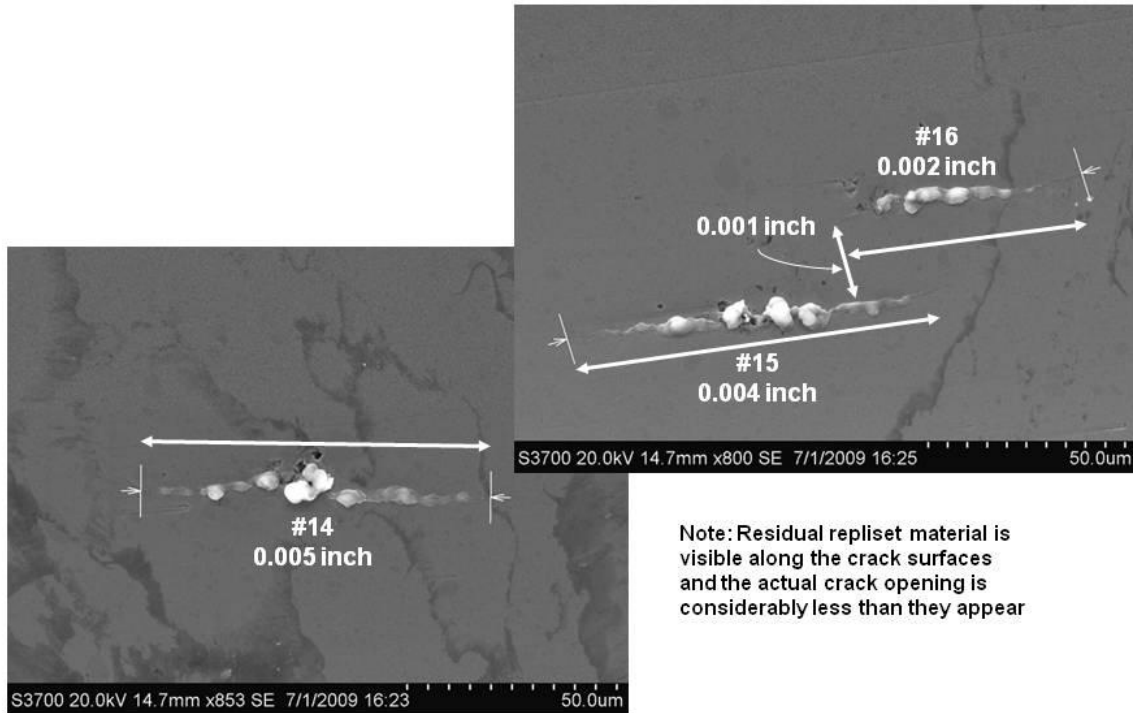 #16
0.002 inch
0.001 inch
#15
0.004 inch
S3700 20.0kV 14.7mm x800 SE 7/1/2009 16:25 50.0um
#14
0.005 inch
S3700 20.0kV 14.7mm x853 SE 7/1/2009 16:23 50.0um
Note: Residual repliset material is
visible along the crack surfaces
and the actual crack opening is
considerably less than they appear